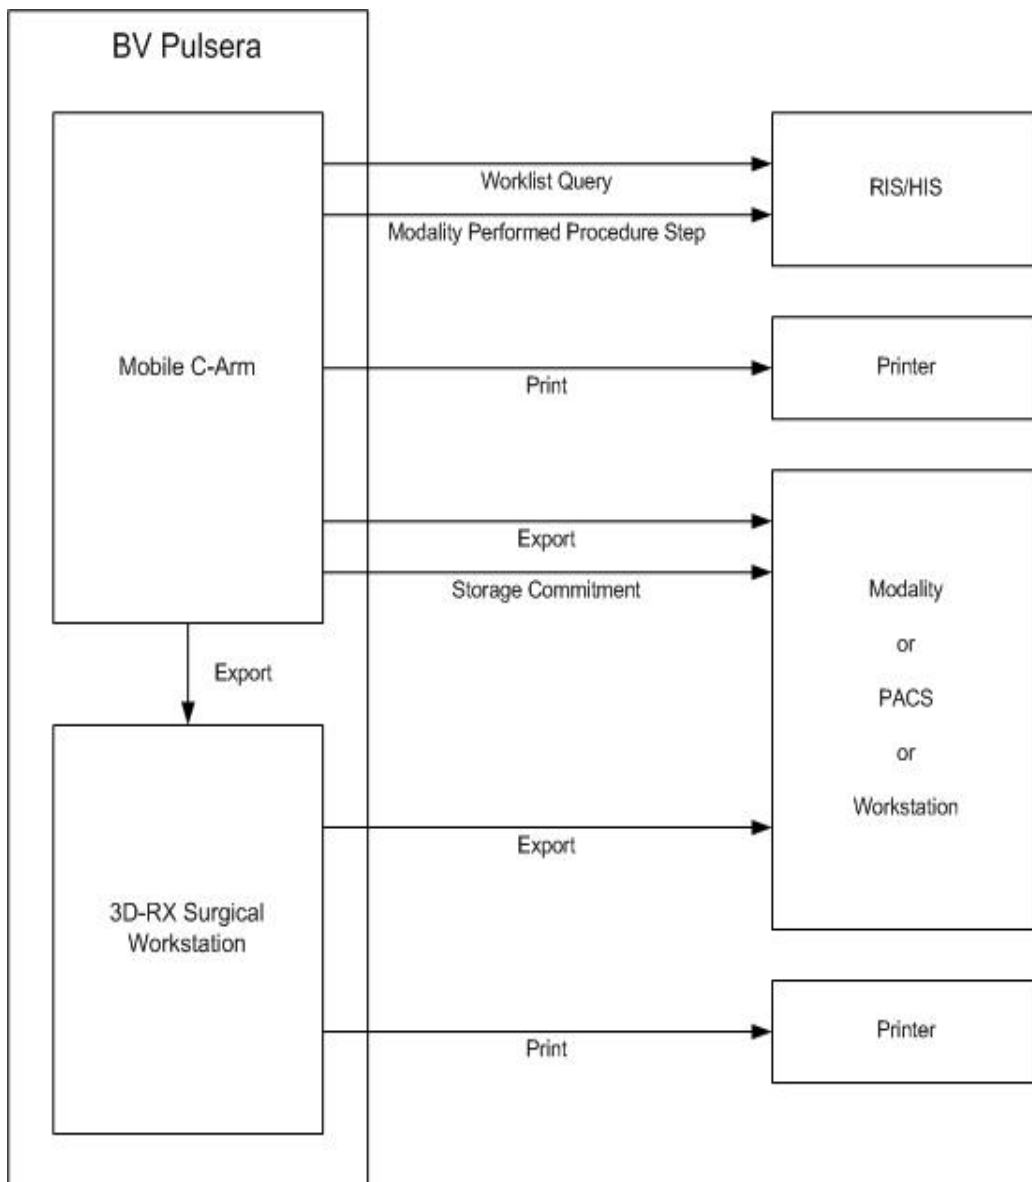 BV Pulsera
Mobile C-Arm
Worklist Query
Modality Performed Procedure Step
RIS/HIS
Print
Printer
Export
Storage Commitment
Modality
or
PACS
or
Workstation
Export
3D-RX Surgical
Workstation
Export
Print
Printer